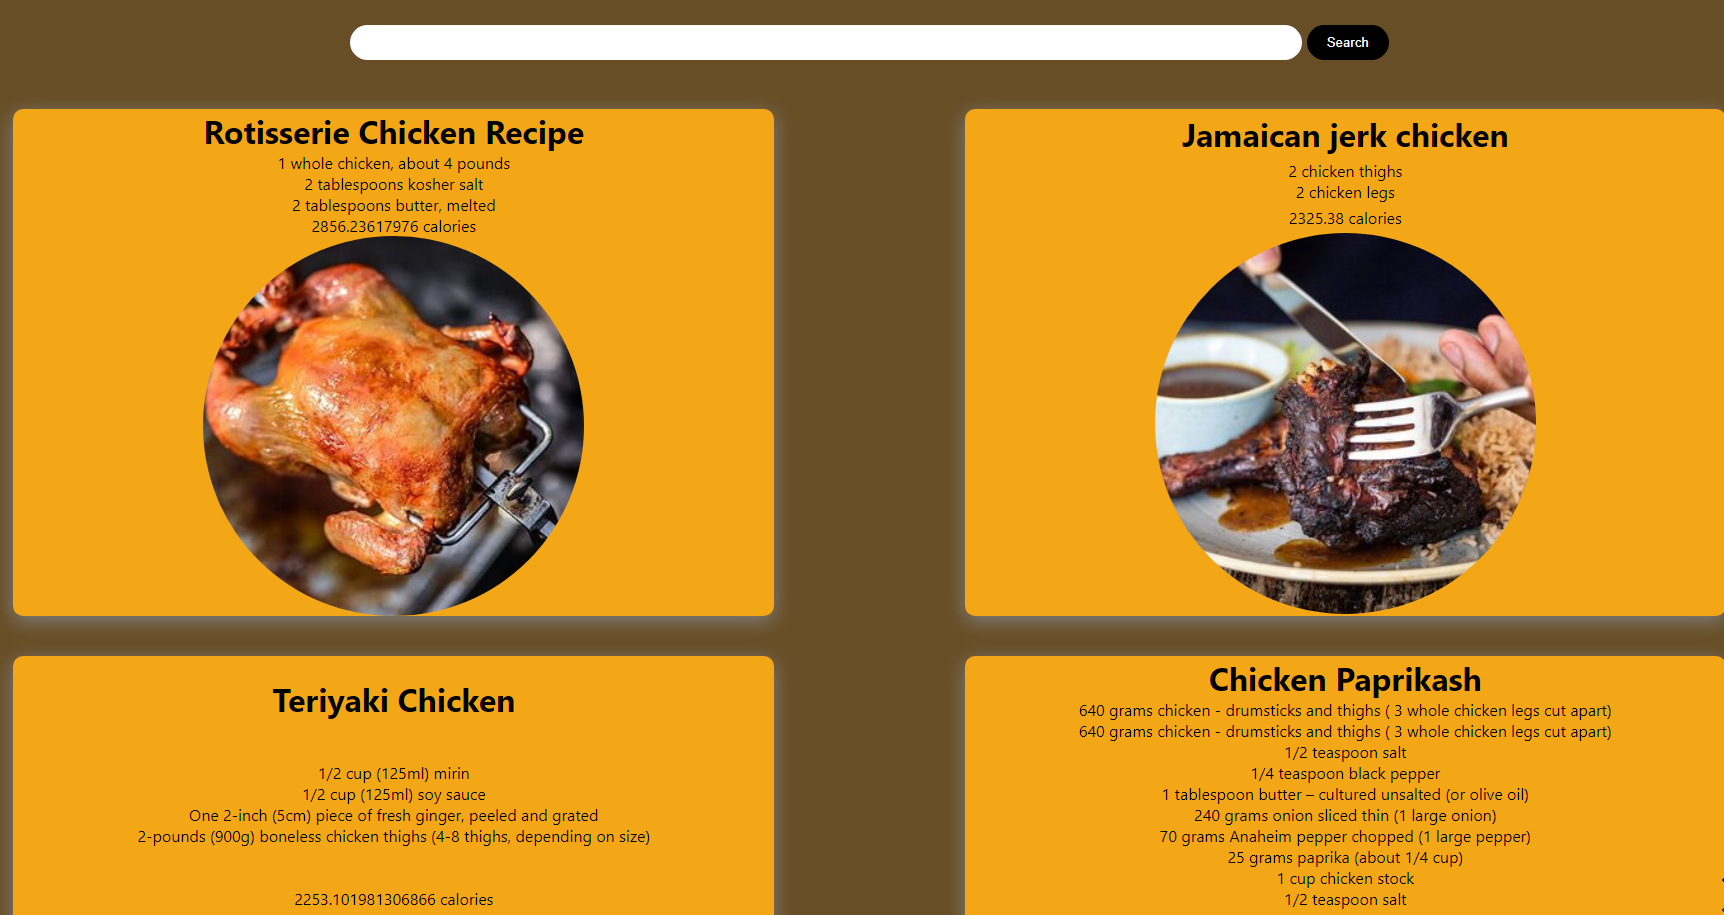 Search
Rotisserie Chicken Recipe
1 whole chicken, about 4 pounds
2 tablespoons kosher salt
2 tablespoons butter, melted
2856.23617976 calories
Jamaican jerk chicken
2 chicken thighs
2 chicken legs
2325.38 calories
Teriyaki Chicken
1/2 cup (125ml) mirin
1/2 cup (125ml) soy sauce
One 2-inch (5cm) piece of fresh ginger, peeled and grated
2-pounds (900g) boneless chicken thighs (4-8 thighs, depending on size)
2253.101981306866 calories
Chicken Paprikash
640 grams chicken - drumsticks and thighs ( 3 whole chicken legs cut apart)
640 grams chicken - drumsticks and thighs ( 3 whole chicken legs cut apart)
1/2 teaspoon salt
1/4 teaspoon black pepper
1 tablespoon butter – cultured unsalted (or olive oil)
240 grams onion sliced thin (1 large onion)
70 grams Anaheim pepper chopped (1 large pepper)
25 grams paprika (about 1/4 cup)
1 cup chicken stock
1/2 teaspoon salt